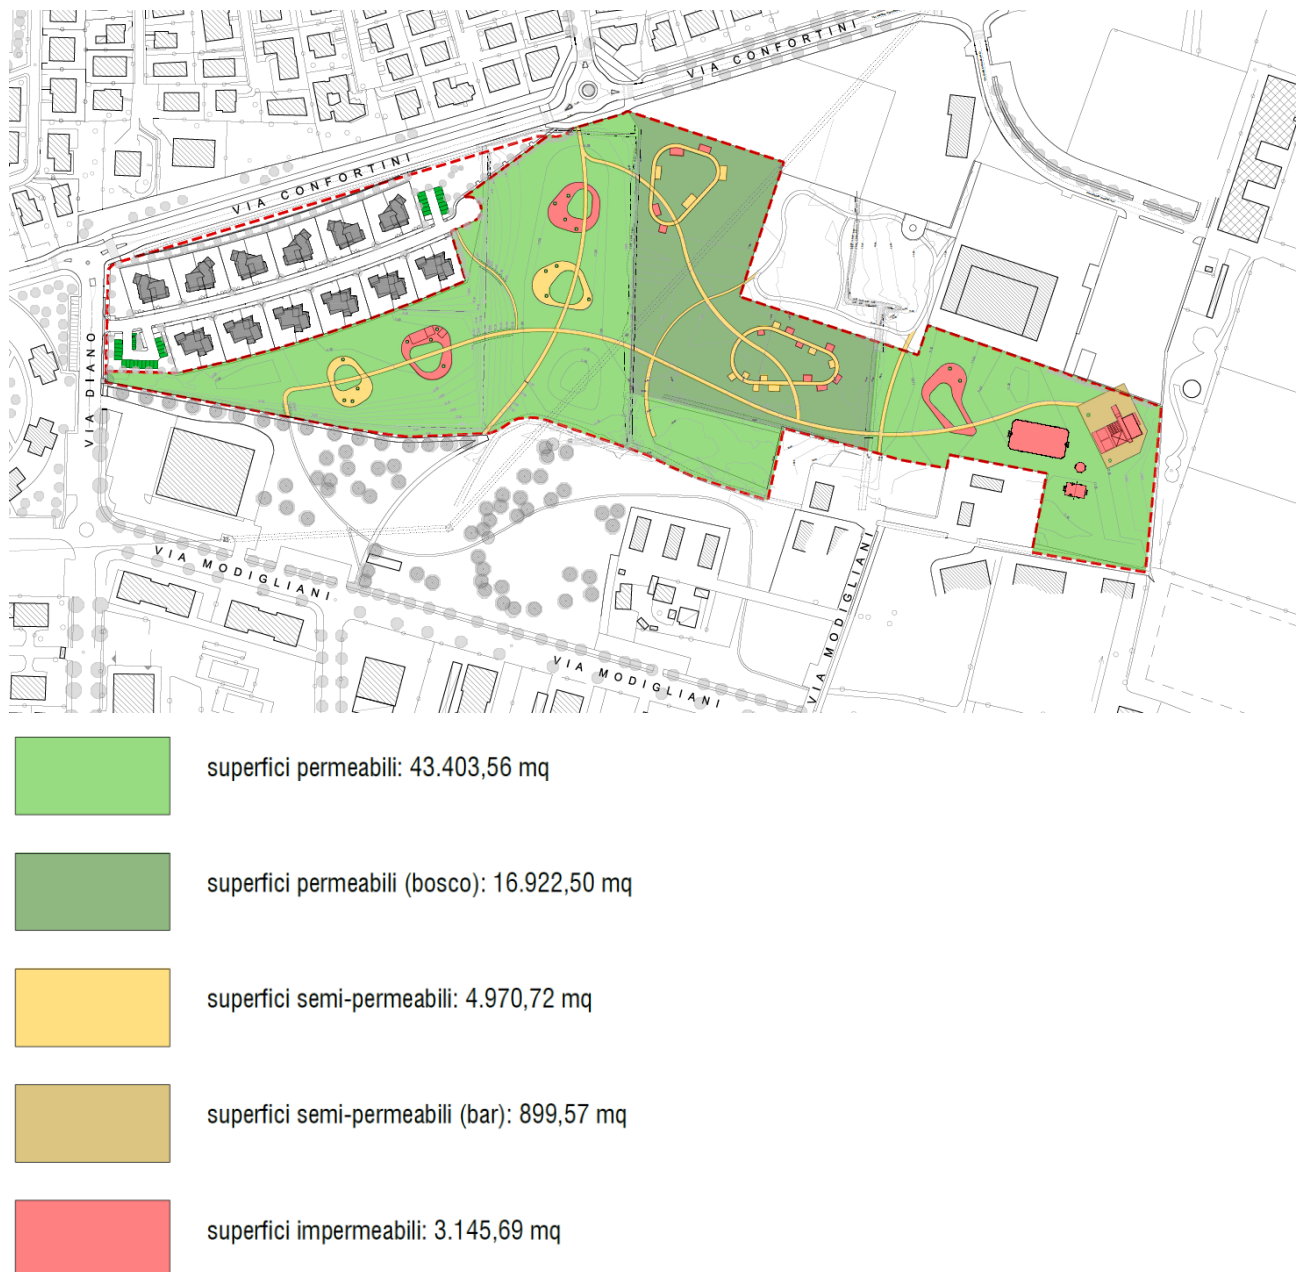 VIA CONFORTINI
VIA CONFORTINI
VIA DIANO
VIA MODIGLIANI
VIA MODIGLIANI
VIA MODIGLIANI
superfici permeabili: 43.403,56 mq
superfici permeabili (bosco): 16.922,50 mq
superfici semi-permeabili: 4.970,72 mq
superfici semi-permeabili (bar): 899,57 mq
superfici impermeabili: 3.145,69 mq